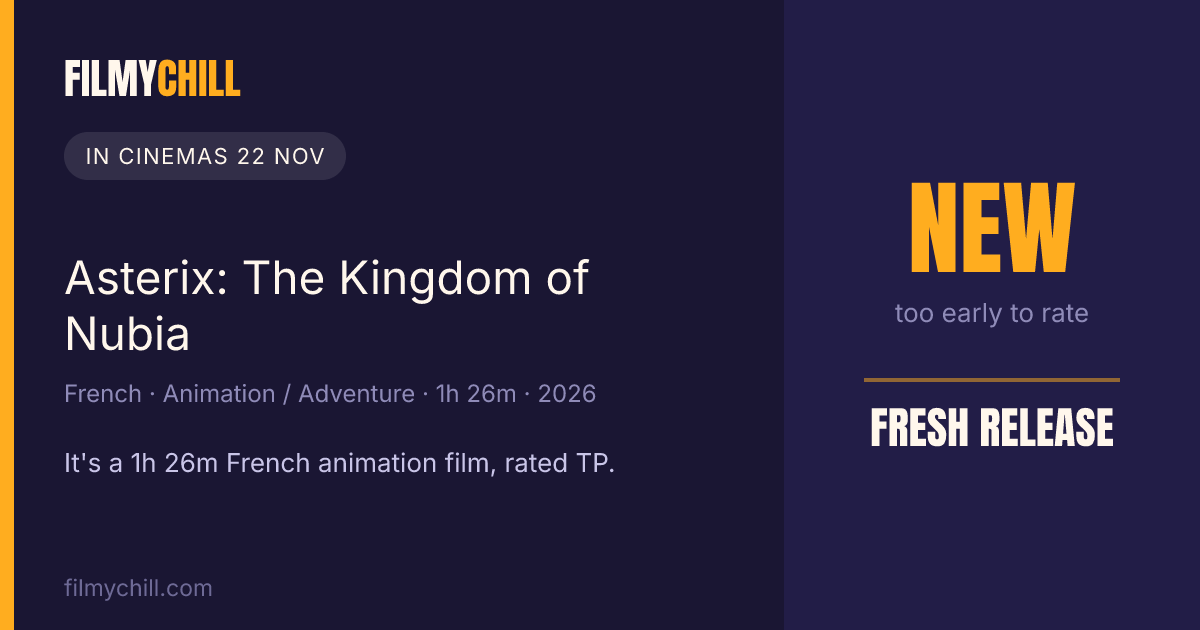 FILMYCHILL
IN CINEMAS 22 NOV
Asterix: The Kingdom of
Nubia
French · Animation / Adventure · 1h 26m · 2026
It's a 1h 26m French animation film, rated TP.
filmychill.com
NEW
too early to rate
FRESH RELEASE